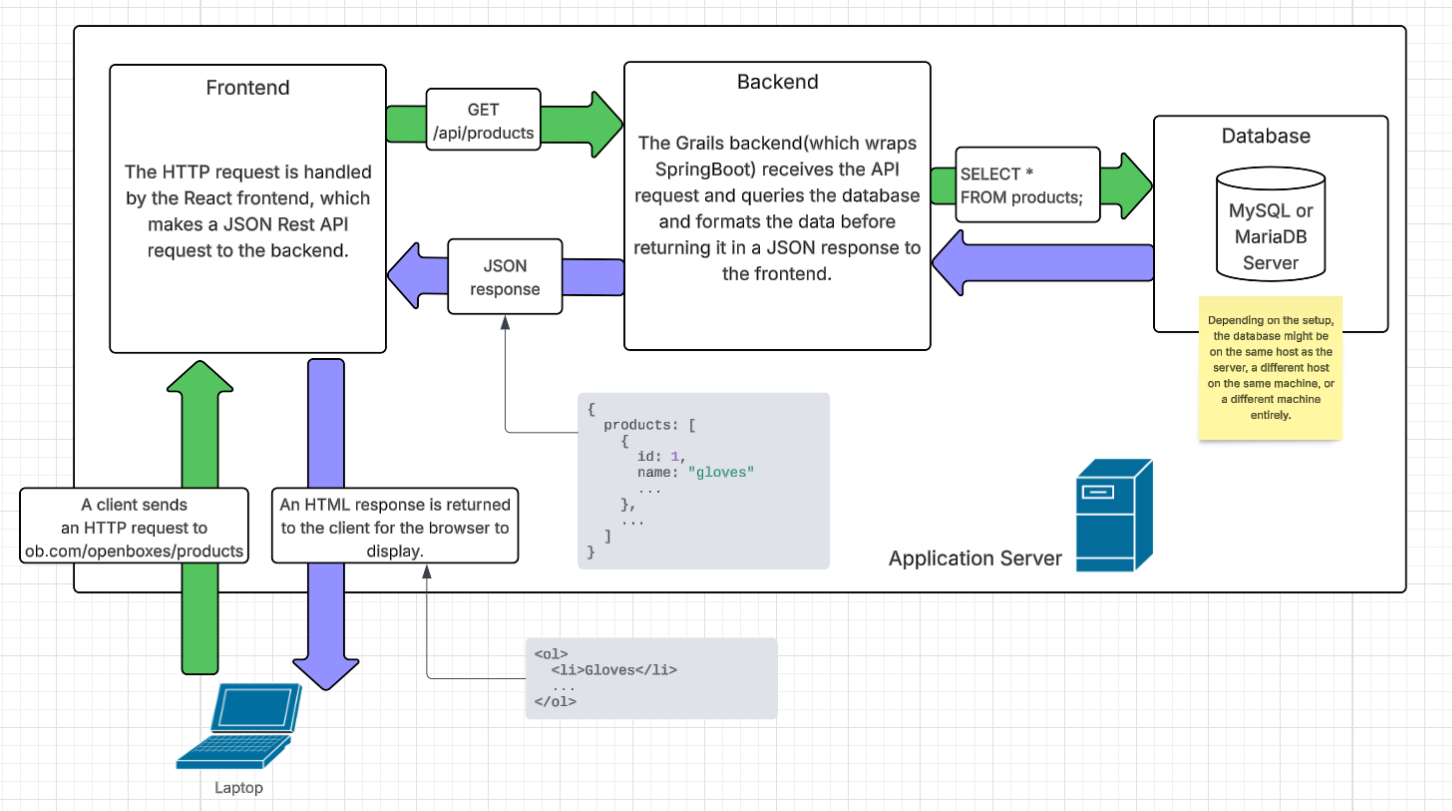 Frontend
The HTTP request is handled
by the React frontend, which
makes a JSON Rest API
request to the backend.
GET
/api/products
JSON
response
Backend
The Grails backend(which wraps
SpringBoot) receives the API
request and queries the database
and formats the data before
returning it in a JSON response to
the frontend.
SELECT *
FROM products;
Database
MySQL or
MariaDB
Server
Depending on the setup,
the database might be
on the same host as the
server, a different host
on the same machine, or
a different machine
entirely.
{
products: [
{
id: 1,
name: "gloves"
...
},
...
]
}
A client sends
an HTTP request to
ob.com/openboxes/products
An HTML response is returned
to the client for the browser to
display.
Application Server
<ol>
<li>Gloves</li>
...
</ol>
Laptop